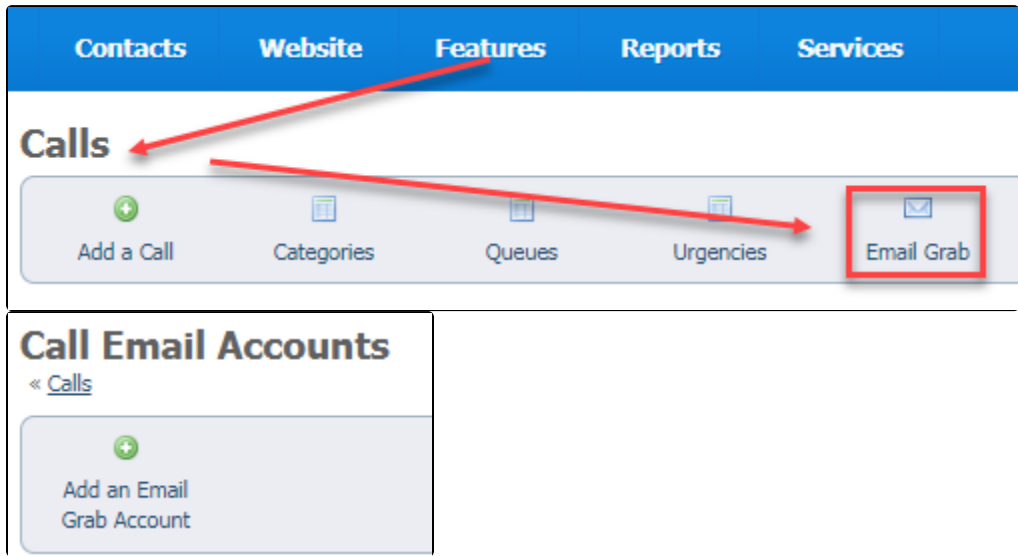 Contacts Website Features Reports Services
Calls
Add a Call Categories Queues Urgencies Email Grab
Call Email Accounts
« Calls
Add an Email
Grab Account